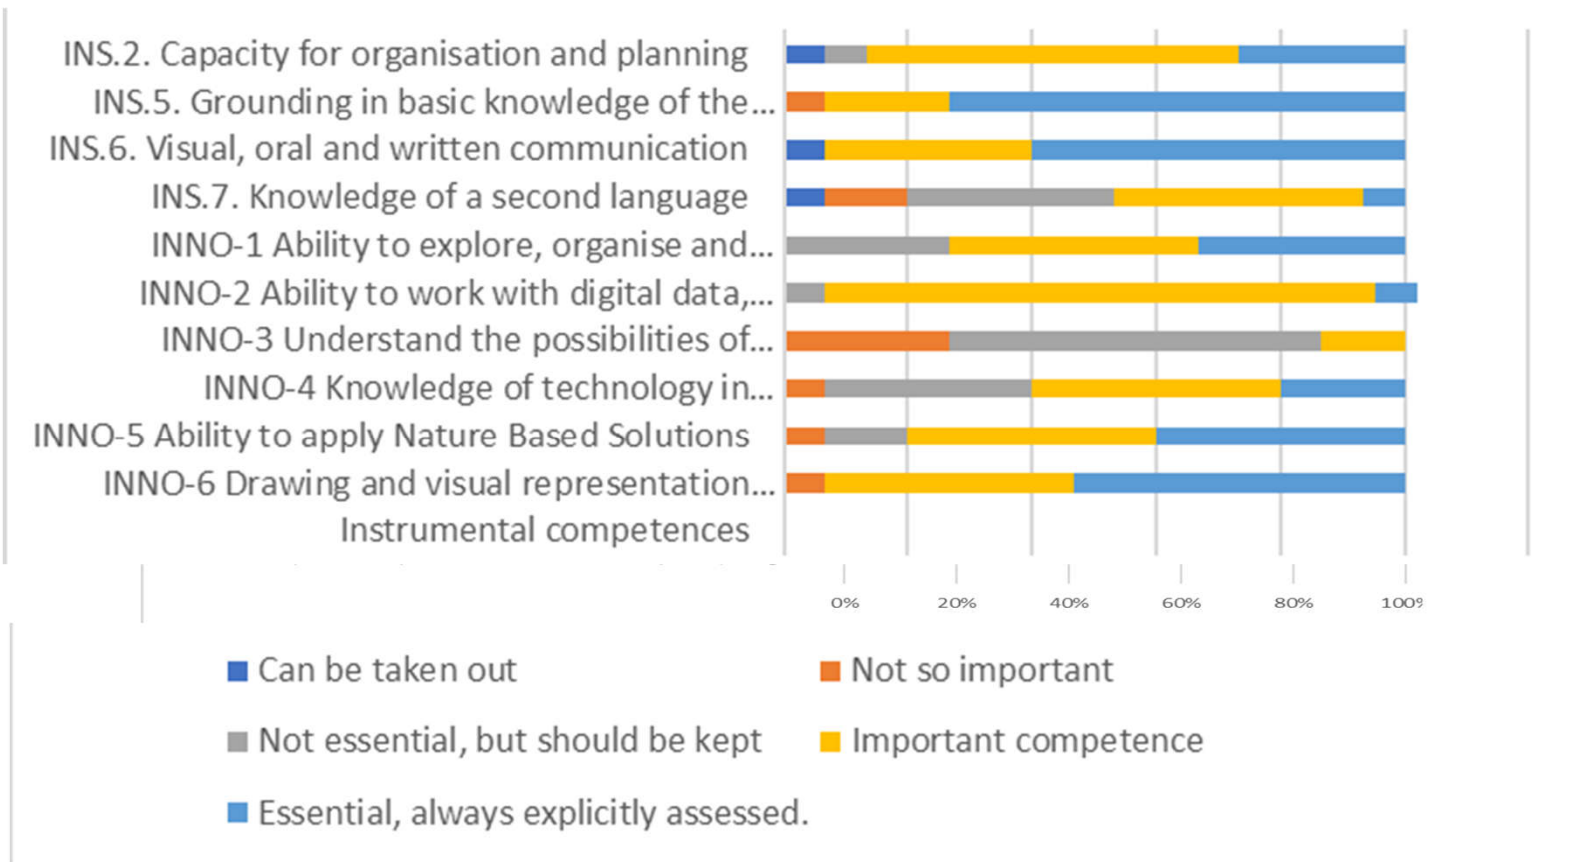 INS.2. Capacity for organisation and planning
INS.5. Grounding in basic knowledge of the...
INS.6. Visual, oral and written communication
INS.7. Knowledge of a second language
INNO-1 Ability to explore, organise and...
INNO-2 Ability to work with digital data,...
INNO-3 Understand the possibilities of...
INNO-4 Knowledge of technology in...
INNO-5 Ability to apply Nature Based Solutions
INNO-6 Drawing and visual representation...
Instrumental competences
0% 20% 40% 60% 80% 100%
Can be taken out
Not so important
Not essential, but should be kept
Important competence
Essential, always explicitly assessed.